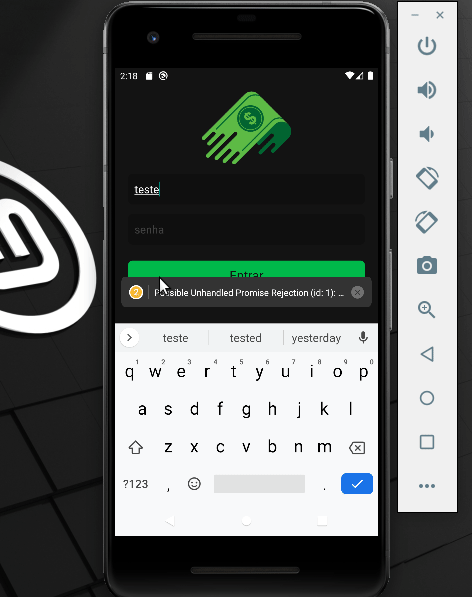 2:18
$
teste
senha
Entrar
2 Possible Unhandled Promise Rejection (id: 1): ...
teste tested yesterday
1 2 3 4 5 6 7 8 9 0
q w e r t y u i o p
a s d f g h j k l
z x c v b n m
?123 , .